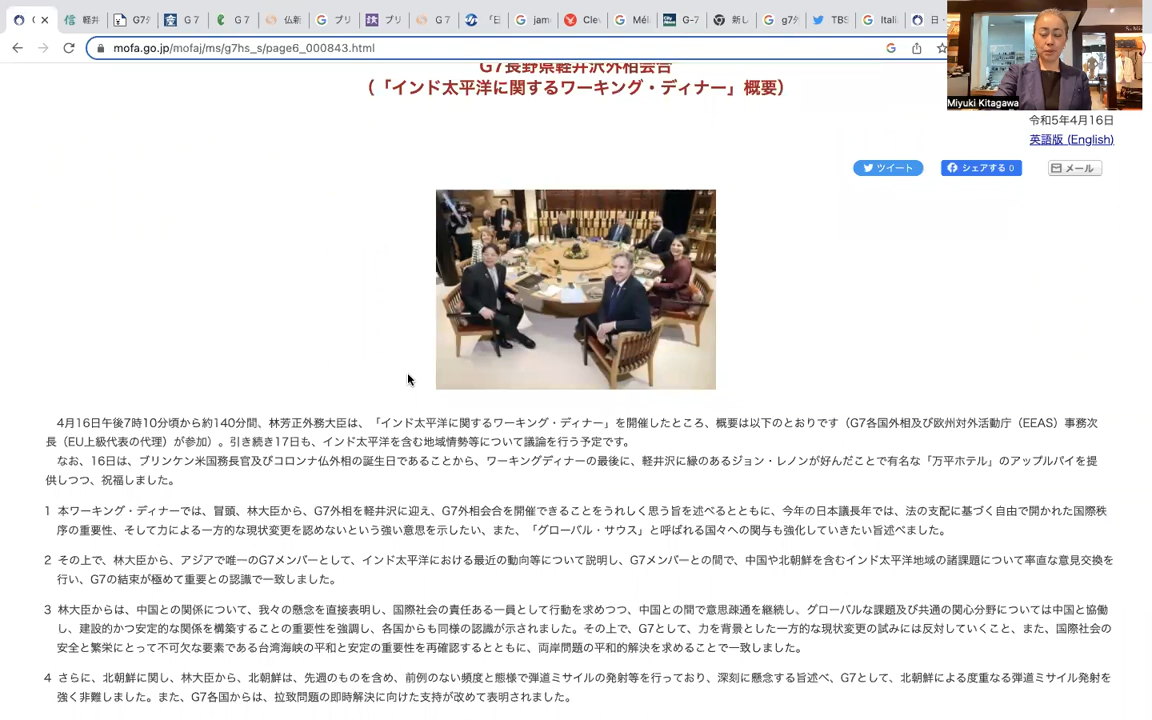 軽井
G7ケ
G 7
G 7
仏新
プリ
プリ
G 7
「日
jame
Clev
Mél
G-7
新し
g7ケ
TBS
Itali
日・
mofa.go.jp/mofaj/ms/g7hs_s/page6_000843.html
Miyuki Kitagawa
G7長野県軽井沢外相会合
（「インド太平洋に関するワーキング・ディナー」概要）
令和5年4月16日
英語版 (English)
ツイート
シェアする 0
メール
4月16日午後7時10分頃から約140分間、林芳正外務大臣は、「インド太平洋に関するワーキング・ディナー」を開催したところ、概要は以下のとおりです（G7各国外相及び欧州対外活動庁（EEAS）事務次
長（EU上級代表の代理）が参加）。引き続き17日も、インド太平洋を含む地域情勢等について議論を行う予定です。
なお、16日は、ブリンケン米国務長官及びコロンナ仏外相の誕生日であることから、ワーキングディナーの最後に、軽井沢に縁のあるジョン・レノンが好んだことで有名な「万平ホテル」のアップルパイを提
供しつつ、祝福しました。
1 本ワーキング・ディナーでは、冒頭、林大臣から、G7外相を軽井沢に迎え、G7外相会合を開催できることをうれしく思う旨を述べるとともに、今年の日本議長年では、法の支配に基づく自由で開かれた国際秩
序の重要性、そして力による一方的な現状変更を認めないという強い意思を示したい、また、「グローバル・サウス」と呼ばれる国々への関与も強化していきたい旨述べました。
2 その上で、林大臣から、アジアで唯一のG7メンバーとして、インド太平洋における最近の動向等について説明し、G7メンバーとの間で、中国や北朝鮮を含むインド太平洋地域の諸課題について率直な意見交換を
行い、G7の結束が極めて重要との認識で一致しました。
3 林大臣からは、中国との関係について、我々の懸念を直接表明し、国際社会の責任ある一員として行動を求めつつ、中国との間で意思疎通を継続し、グローバルな課題及び共通の関心分野については中国と協働
し、建設的かつ安定的な関係を構築することの重要性を強調し、各国からも同様の認識が示されました。その上で、G7として、力を背景とした一方的な現状変更の試みには反対していくこと、また、国際社会の
安全と繁栄にとって不可欠な要素である台湾海峡の平和と安定の重要性を再確認するとともに、両岸問題の平和的解決を求めることで一致しました。
4 さらに、北朝鮮に関し、林大臣から、北朝鮮は、先週のものを含め、前例のない頻度と態様で弾道ミサイルの発射等を行っており、深刻に懸念する旨述べ、G7として、北朝鮮による度重なる弾道ミサイル発射を
強く非難しました。また、G7各国からは、拉致問題の即時解決に向けた支持が改めて表明されました。